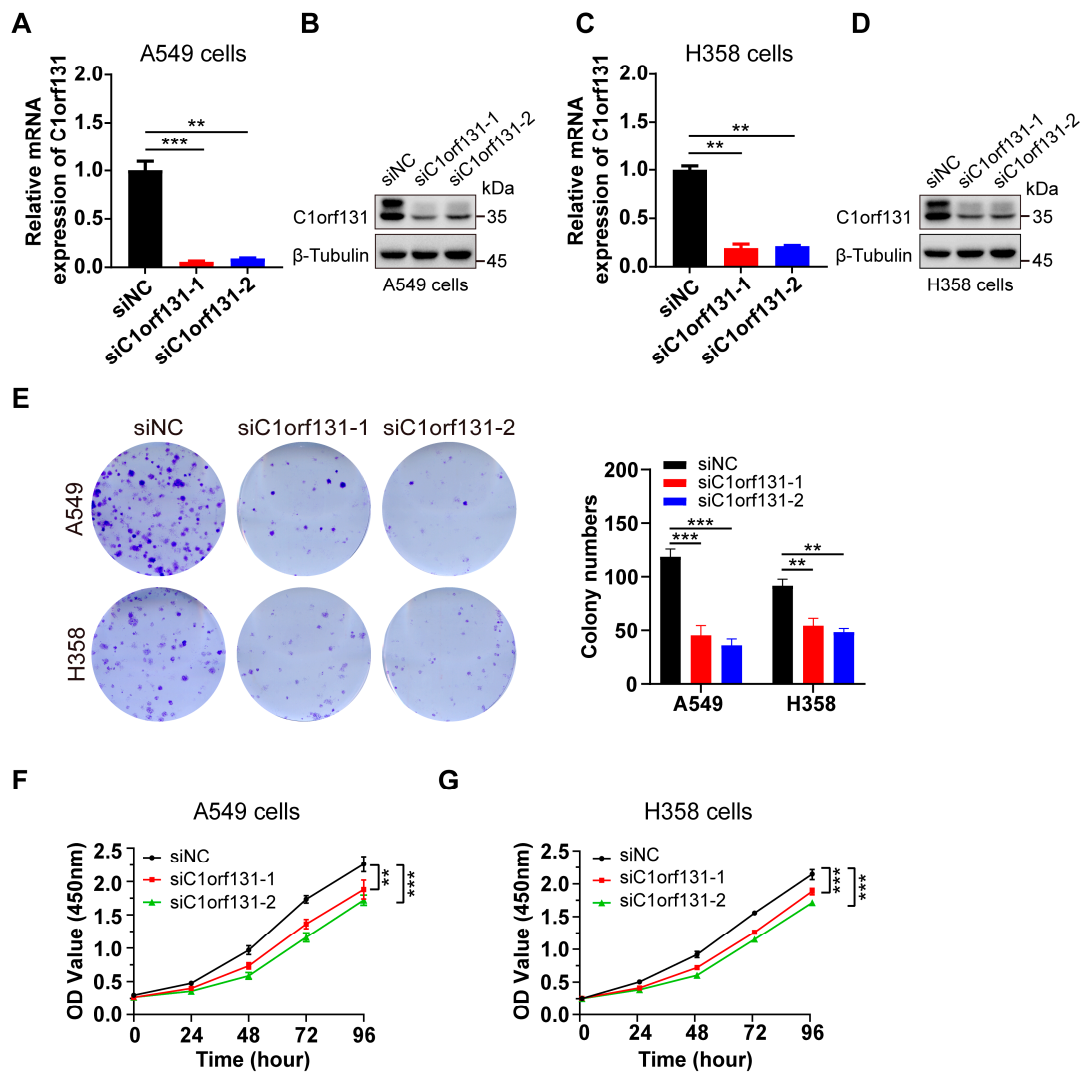 A
A549 cells
Relative mRNA
expression of C1orf131
2.0
1.5
1.0
0.5
0.0
**
***
siNC
siC1orf131-1
siC1orf131-2
B
siNC
siC1orf131-1
siC1orf131-2
kDa
C1orf131
35
β-Tubulin
45
A549 cells
C
H358 cells
Relative mRNA
expression of C1orf131
2.0
1.5
1.0
0.5
0.0
**
**
siNC
siC1orf131-1
siC1orf131-2
D
siNC
siC1orf131-1
siC1orf131-2
kDa
C1orf131
35
β-Tubulin
45
H358 cells
E
siNC siC1orf131-1 siC1orf131-2
A549
H358
Colony numbers
200
150
100
50
0
siNC
siC1orf131-1
siC1orf131-2
***
***
**
**
A549 H358
F
A549 cells
OD Value (450nm)
2.5
2.0
1.5
1.0
0.5
0.0
siNC
siC1orf131-1
siC1orf131-2
**
***
0 24 48 72 96
Time (hour)
G
H358 cells
OD Value (450nm)
2.5
2.0
1.5
1.0
0.5
0.0
siNC
siC1orf131-1
siC1orf131-2
***
***
0 24 48 72 96
Time (hour)